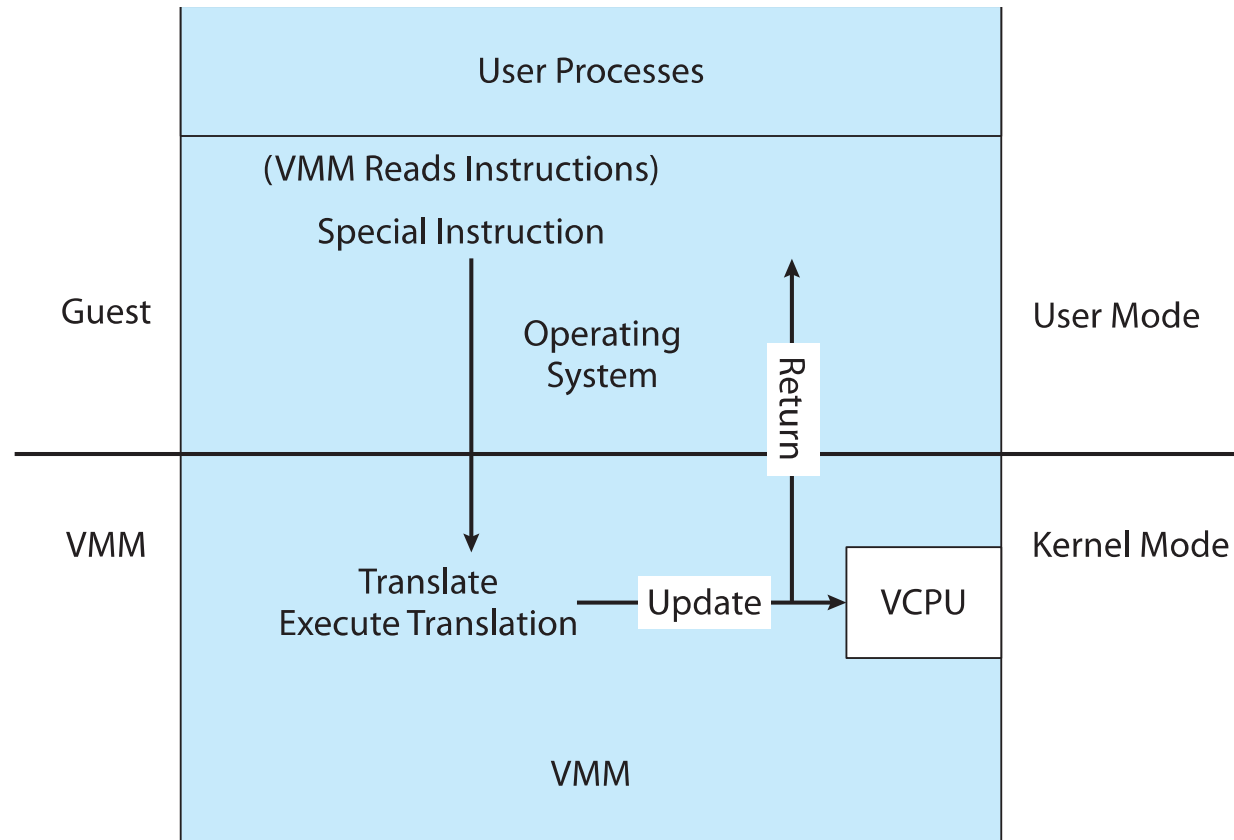 User Processes
(VMM Reads Instructions)
Special Instruction
Guest
Operating
System
User Mode
Return
VMM
Kernel Mode
Translate
Execute Translation
Update
VCPU
VMM